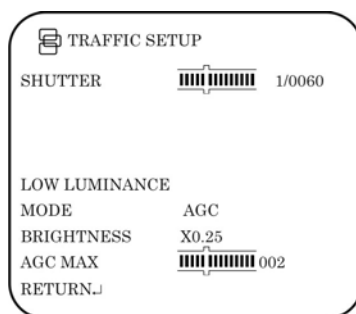 TRAFFIC SETUP
SHUTTER 1/0060
LOW LUMINANCE
MODE AGC
BRIGHTNESS X0.25
AGC MAX 002
RETURN↵